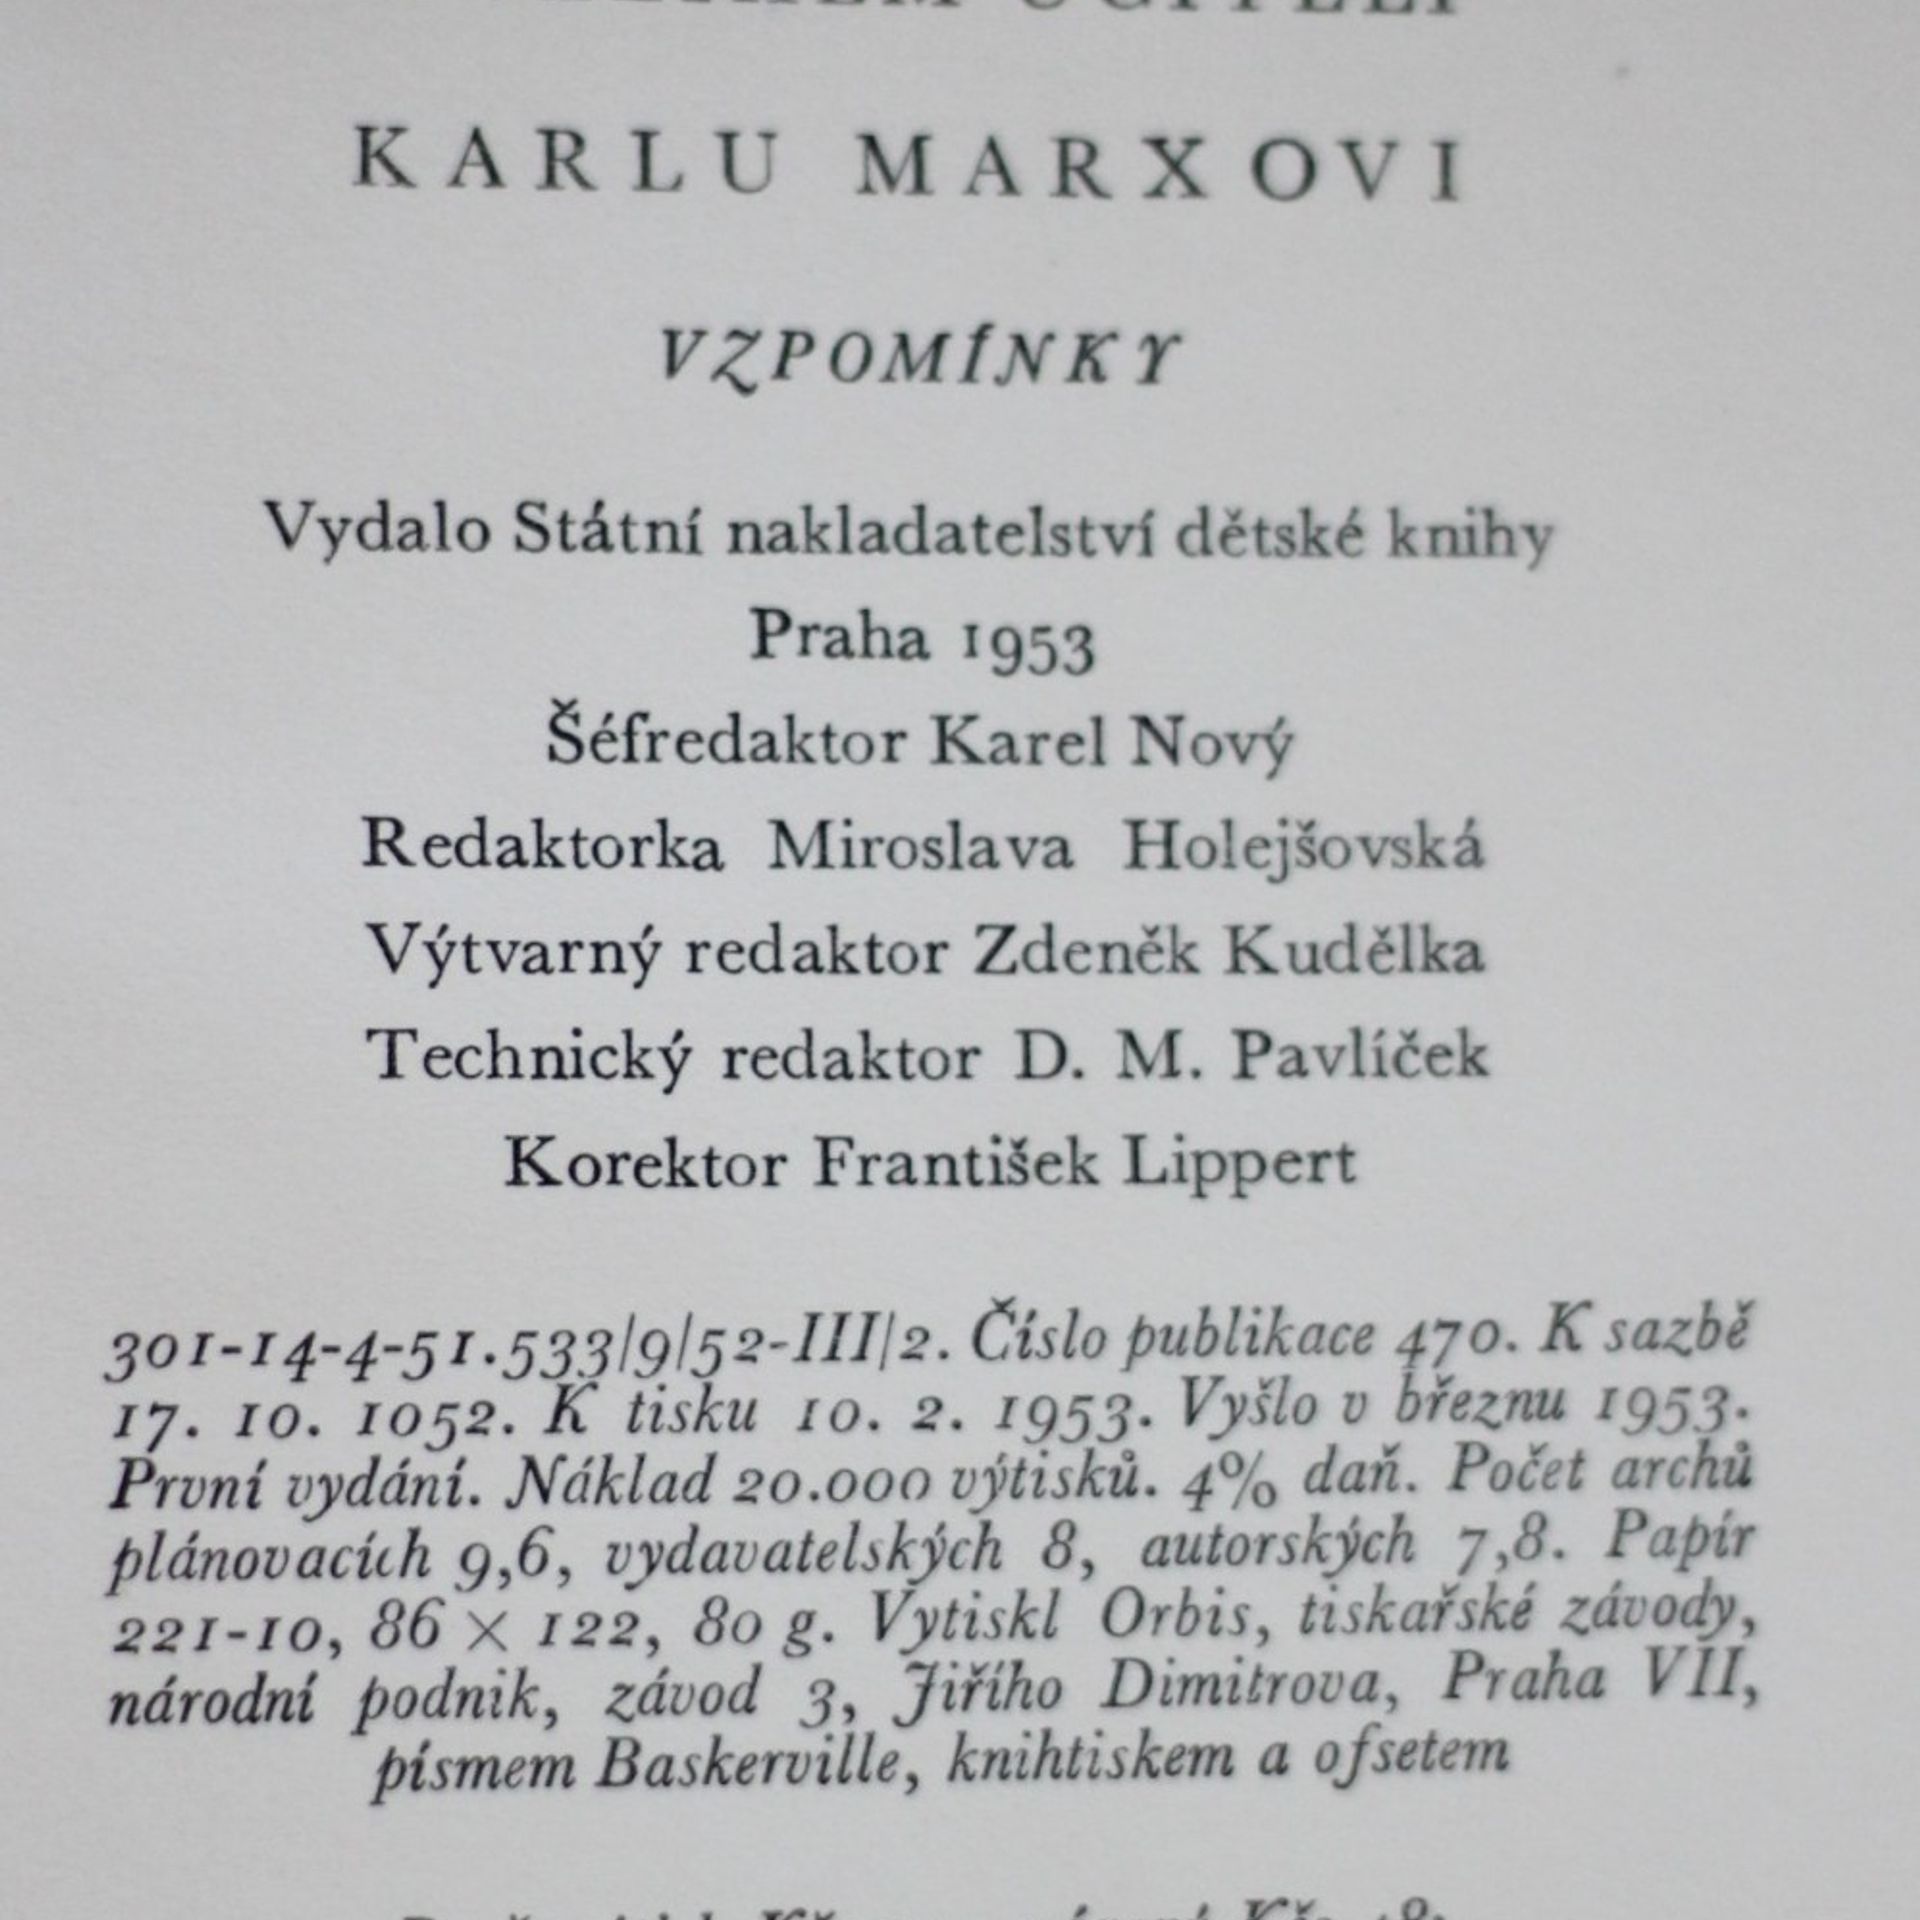 KARLU MARXOVI
VZPOMÍNKY
Vydalo Státní nakladatelství dětské knihy
Praha 1953
Šéfredaktor Karel Nový
Redaktorka Miroslava Holejšovská
Výtvarný redaktor Zdeněk Kudělka
Technický redaktor D. M. Pavlíček
Korektor František Lippert
301-14-4-51.533/9/52-III/2. Číslo publikace 470. K sazbě
17. 10. 1052. K tisku 10. 2. 1953. Vyšlo v březnu 1953.
První vydání. Náklad 20.000 výtisků. 4% daň. Počet archů
plánovacích 9,6, vydavatelských 8, autorských 7,8. Papír
221-10, 86 × 122, 80 g. Vytiskl Orbis, tiskařské závody,
národní podnik, závod 3, Jiřího Dimitrova, Praha VII,
písmem Baskerville, knihtiskem a ofsetem